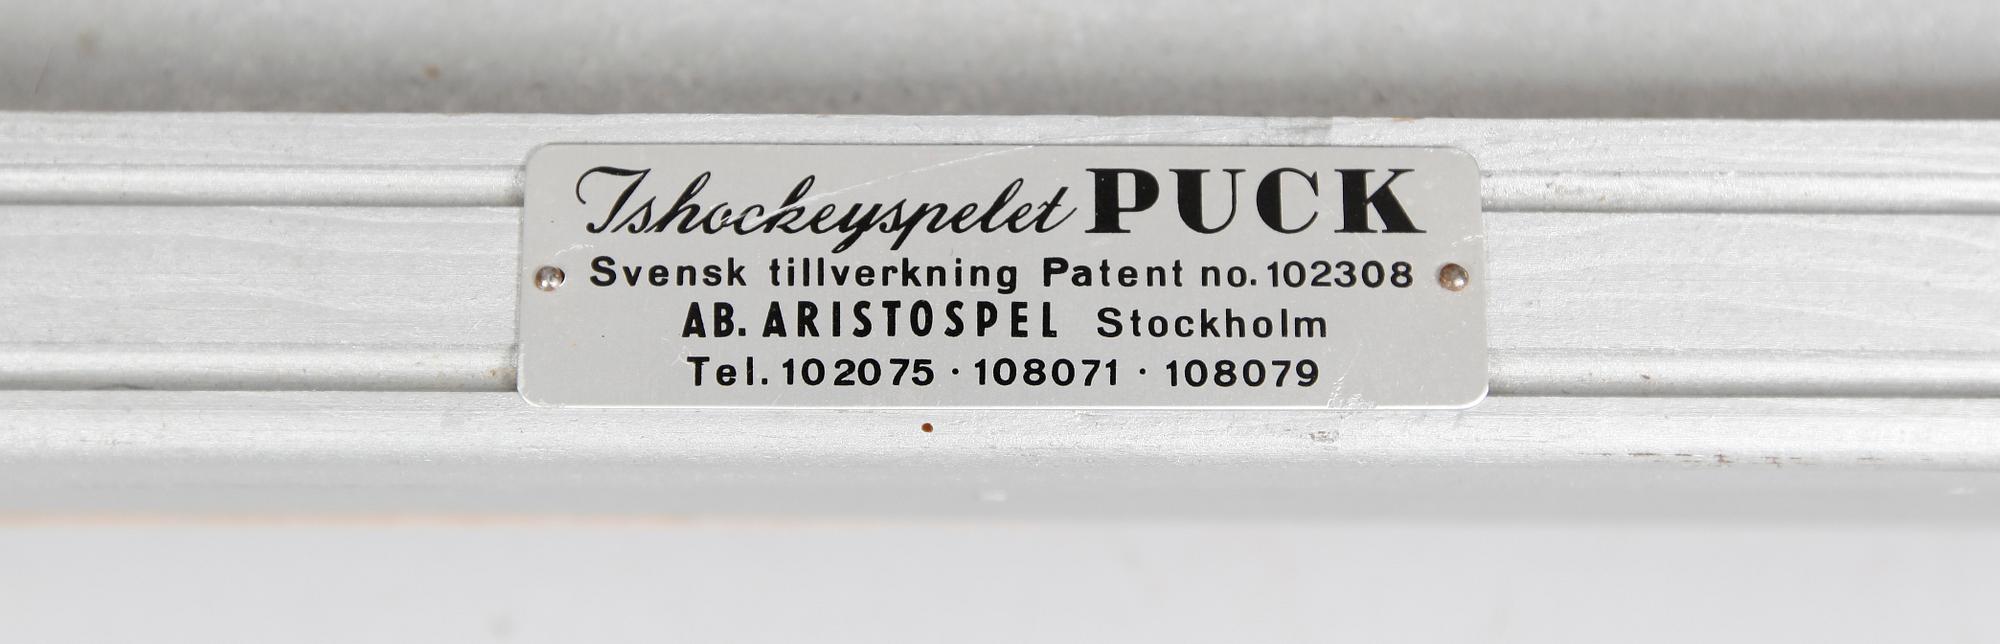 Ishockeyspelet PUCK
Svensk tillverkning Patent no. 102308
AB. ARISTOSPEL Stockholm
Tel. 102075 · 108071 · 108079